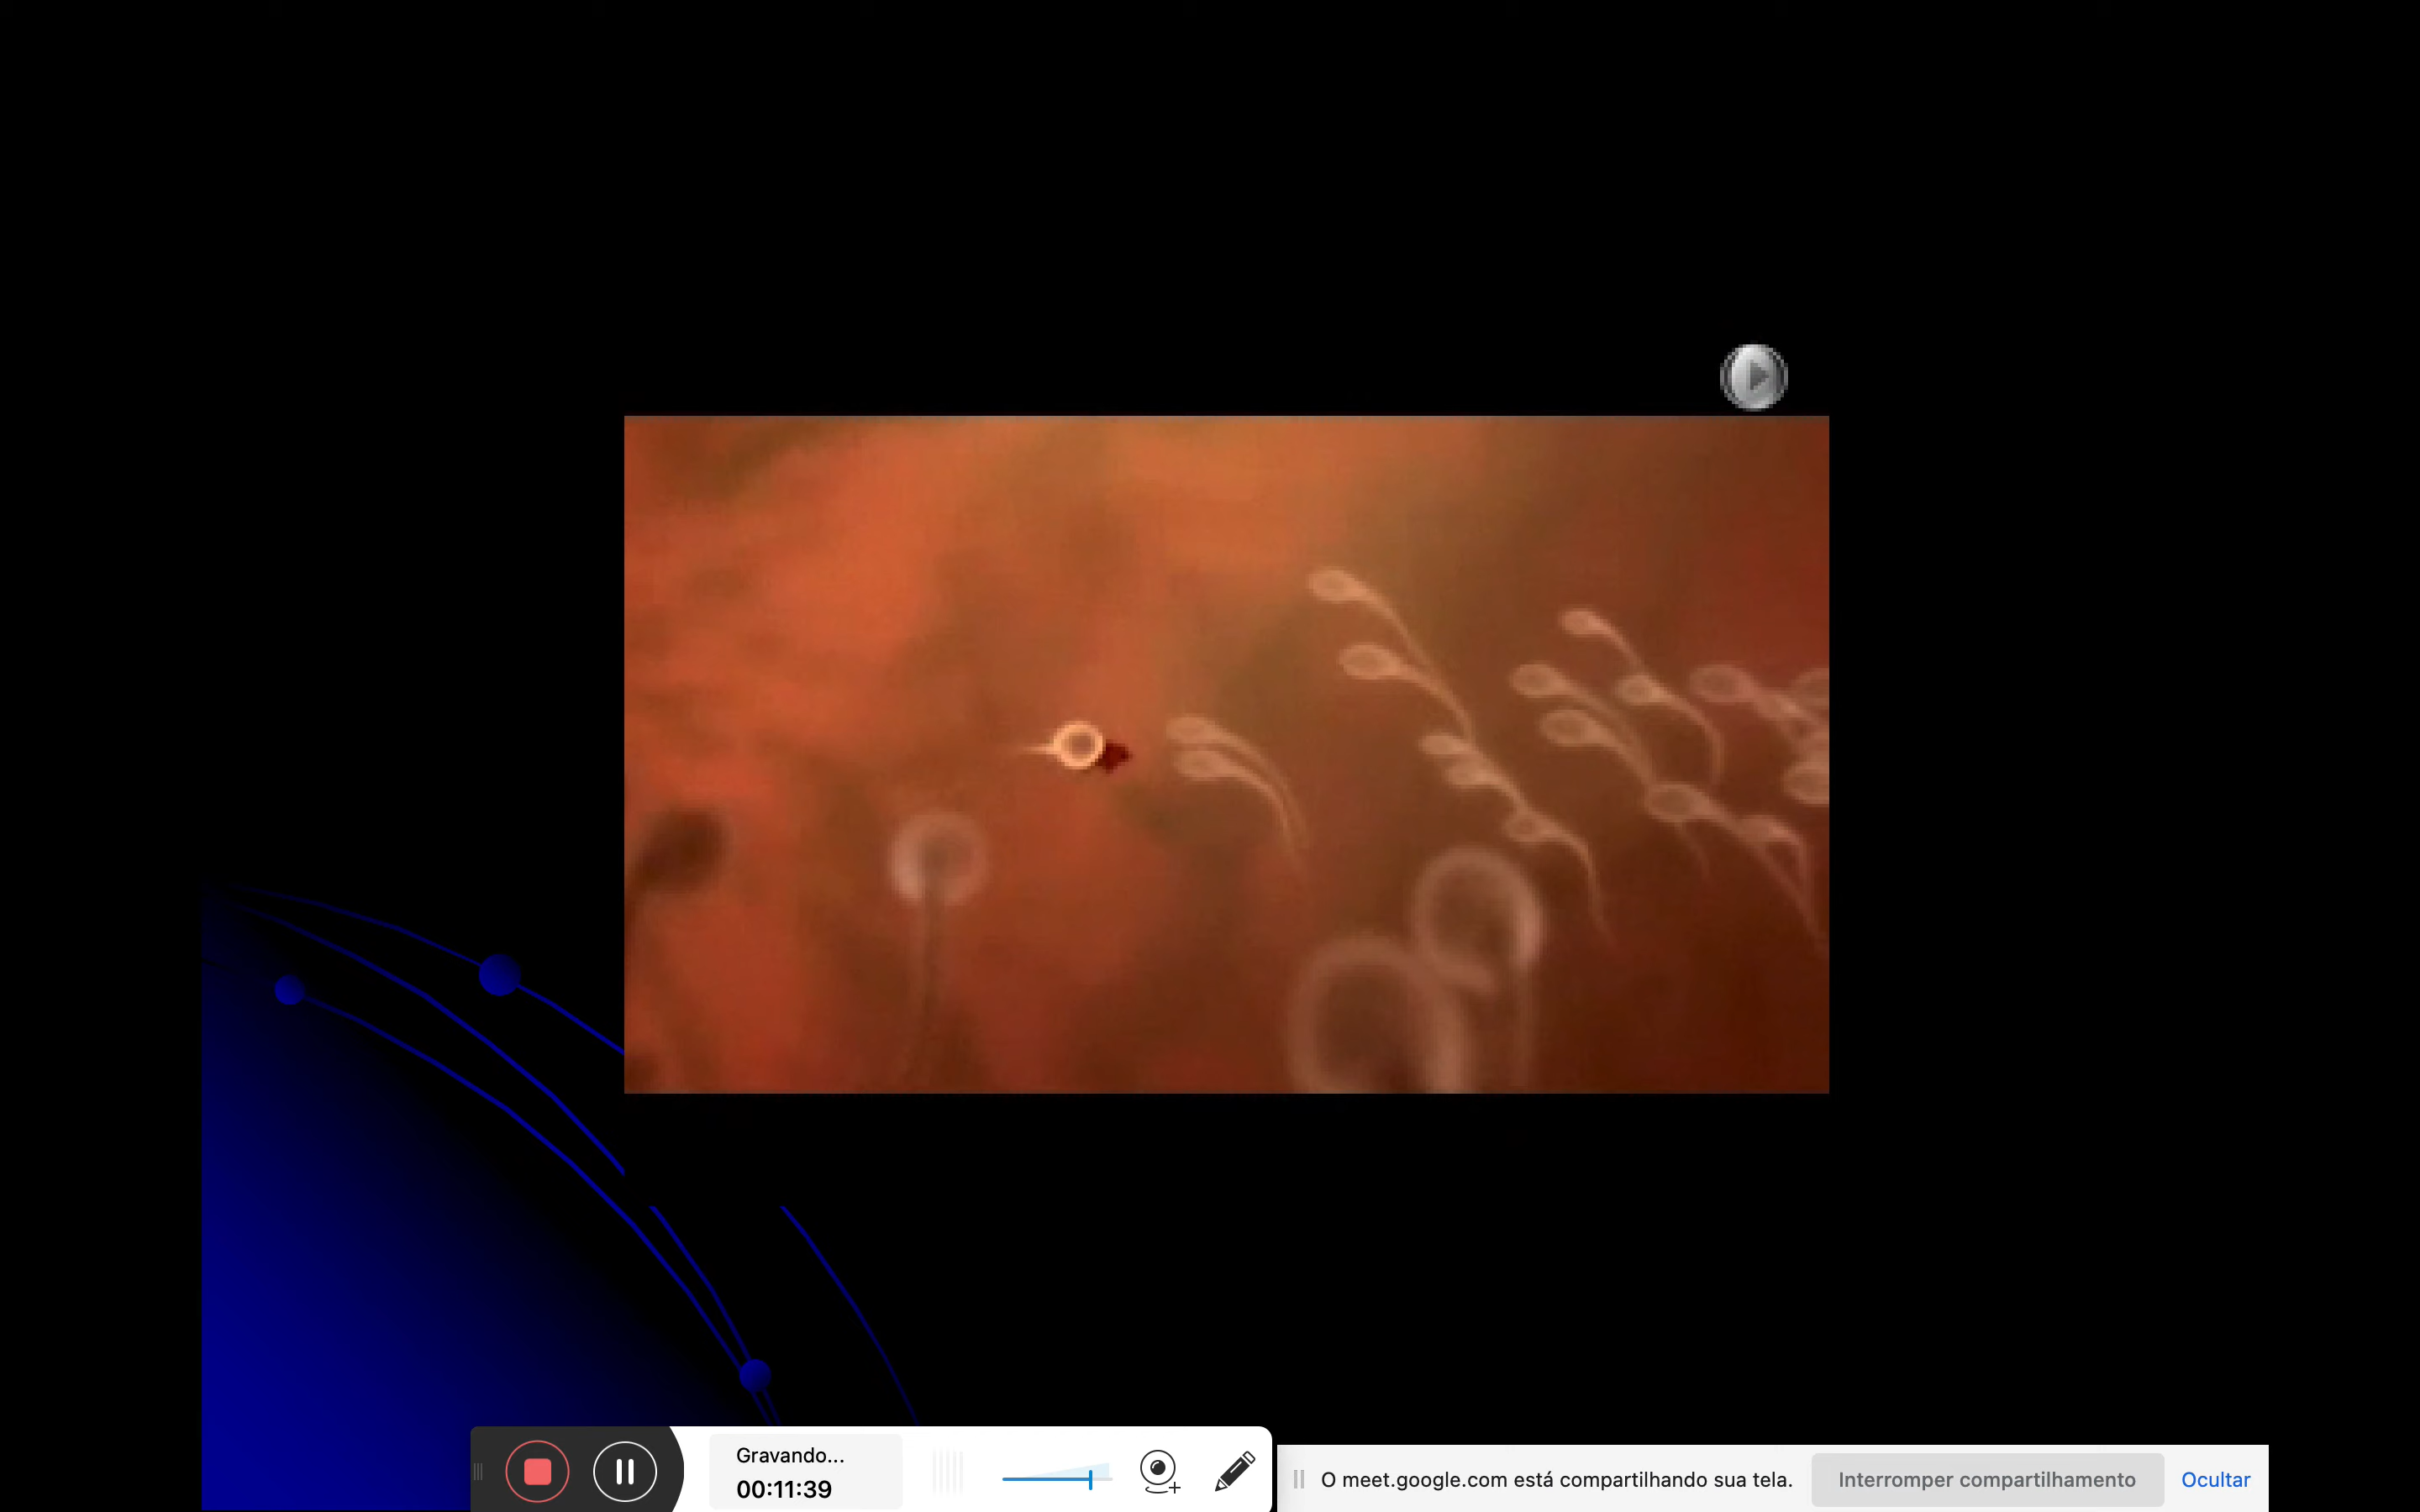 Gravando...
00:11:39
O meet.google.com está compartilhando sua tela.
Interromper compartilhamento
Ocultar